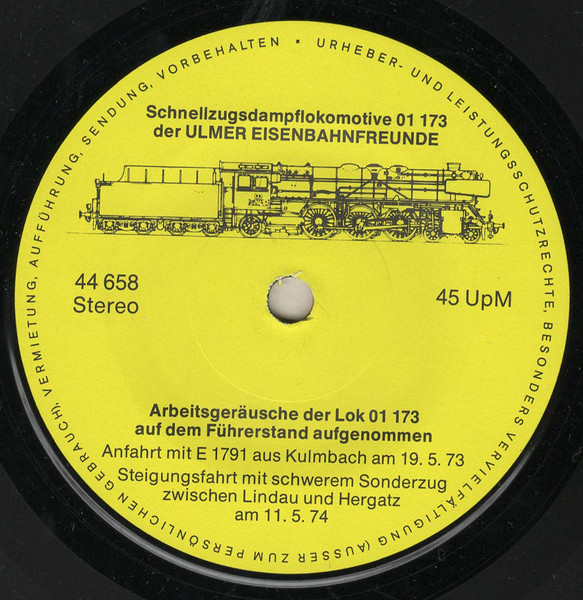 URHEBER- UND LEISTUNGSSCHUTZRECHTE, BESONDERS VERVIELFÄLTIGUNG (AUSSER ZUM PERSÖNLICHEN GEBRAUCH), VERMIETUNG, AUFFÜHRUNG, SENDUNG, VORBEHALTEN •
Schnellzugsdampflokomotive 01 173
der ULMER EISENBAHNFREUNDE
44 658
Stereo
45 UpM
Arbeitsgeräusche der Lok 01 173
auf dem Führerstand aufgenommen
Anfahrt mit E 1791 aus Kulmbach am 19. 5. 73
Steigungsfahrt mit schwerem Sonderzug
zwischen Lindau und Hergatz
am 11. 5. 74